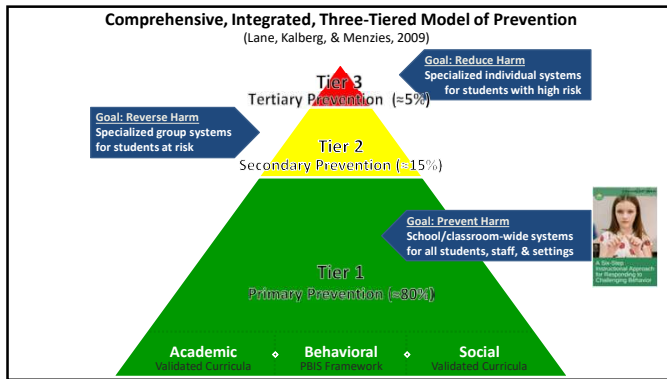 Comprehensive, Integrated, Three-Tiered Model of Prevention
(Lane, Kalberg, & Menzies, 2009)
Goal: Reduce Harm
Specialized individual systems
for students with high risk
Tier 3
Tertiary Prevention (≈5%)
Goal: Reverse Harm
Specialized group systems
for students at risk
Tier 2
Secondary Prevention (≈15%)
Goal: Prevent Harm
School/classroom-wide systems
for all students, staff, & settings
Tier 1
Primary Prevention (≈80%)
A Six-Step
Instructional Approach
for Responding to
Challenging Behavior
Academic ◇ Behavioral ◇ Social
Validated Curricula PBIS Framework Validated Curricula